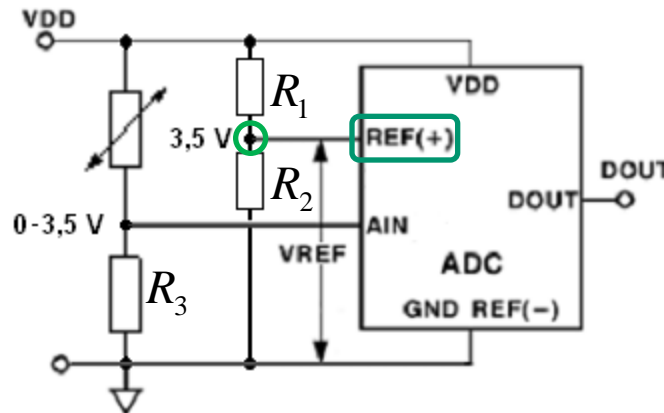 VDD
R1
VDD
3,5 V
REF(+)
R2
DOUT
DOUT
0-3,5 V
AIN
VREF
ADC
R3
GND REF(-)